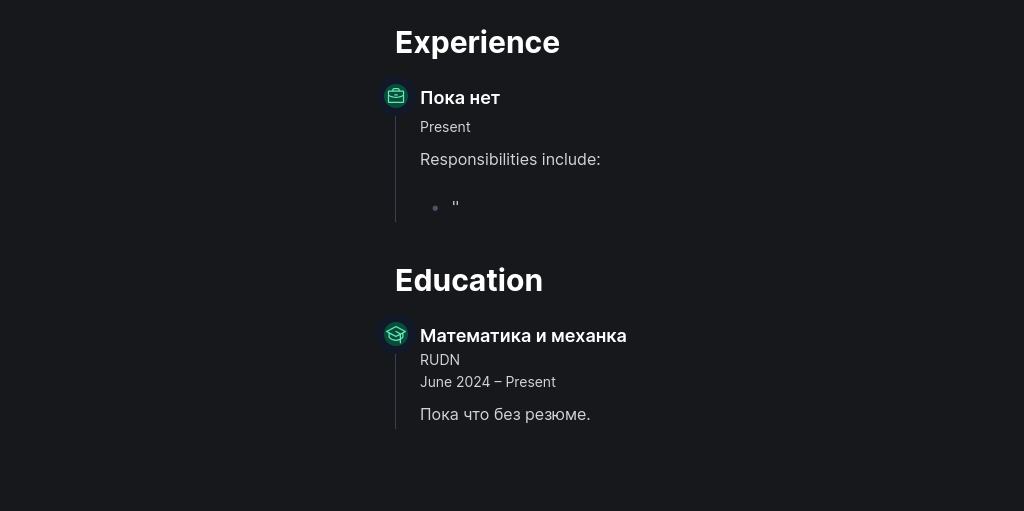 Experience
Пока нет
Present
Responsibilities include:
"
Education
Математика и механка
RUDN
June 2024 – Present
Пока что без резюме.